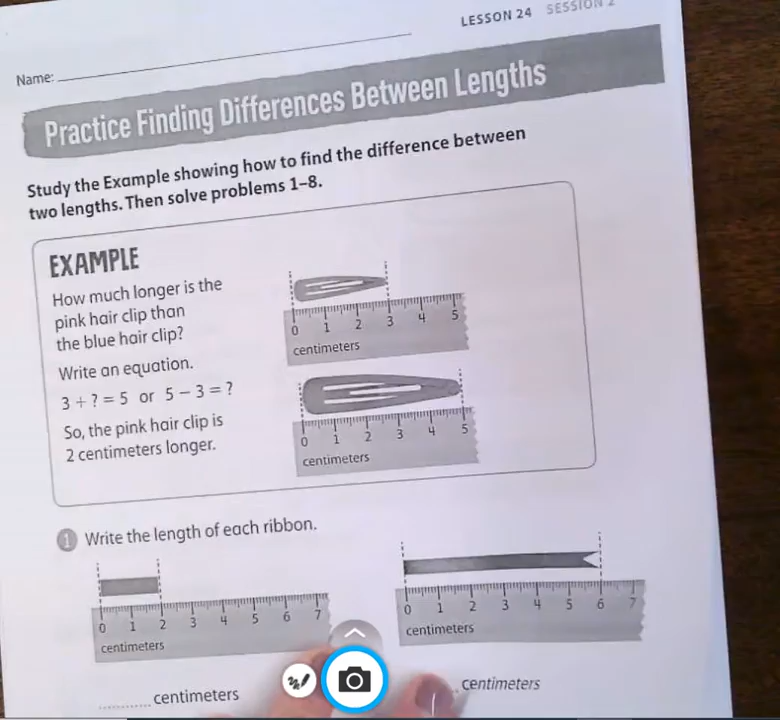 LESSON 24 SESSION 2
Name:
Practice Finding Differences Between Lengths
Study the Example showing how to find the difference between
two lengths. Then solve problems 1–8.
EXAMPLE
How much longer is the
pink hair clip than
the blue hair clip?
Write an equation.
3 + ? = 5 or 5 − 3 = ?
So, the pink hair clip is
2 centimeters longer.
0 1 2 3 4 5
centimeters
0 1 2 3 4 5
centimeters
1 Write the length of each ribbon.
0 1 2 3 4 5 6 7
centimeters
centimeters
0 1 2 3 4 5 6 7
centimeters
centimeters